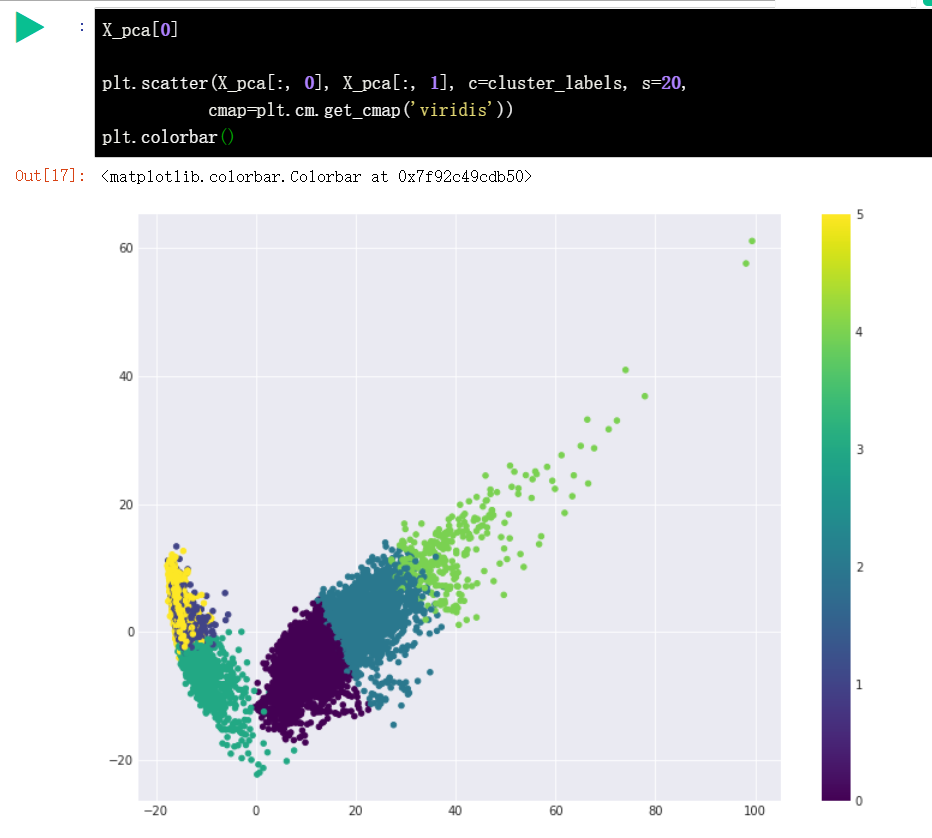 :
X_pca[0]
plt.scatter(X_pca[:, 0], X_pca[:, 1], c=cluster_labels, s=20,
cmap=plt.cm.get_cmap('viridis'))
plt.colorbar()
Out[17]: <matplotlib.colorbar.Colorbar at 0x7f92c49cdb50>
60
40
20
0
−20
−20 0 20 40 60 80 100
5
4
3
2
1
0